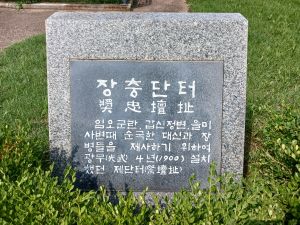 장충단터
奬忠壇址
임오군란, 갑신정변, 을미
사변때 순국한 대신과 장
병들을 제사하기 위하여
광무(光武) 4년(1900) 설치
했던 제단터(祭壇址)